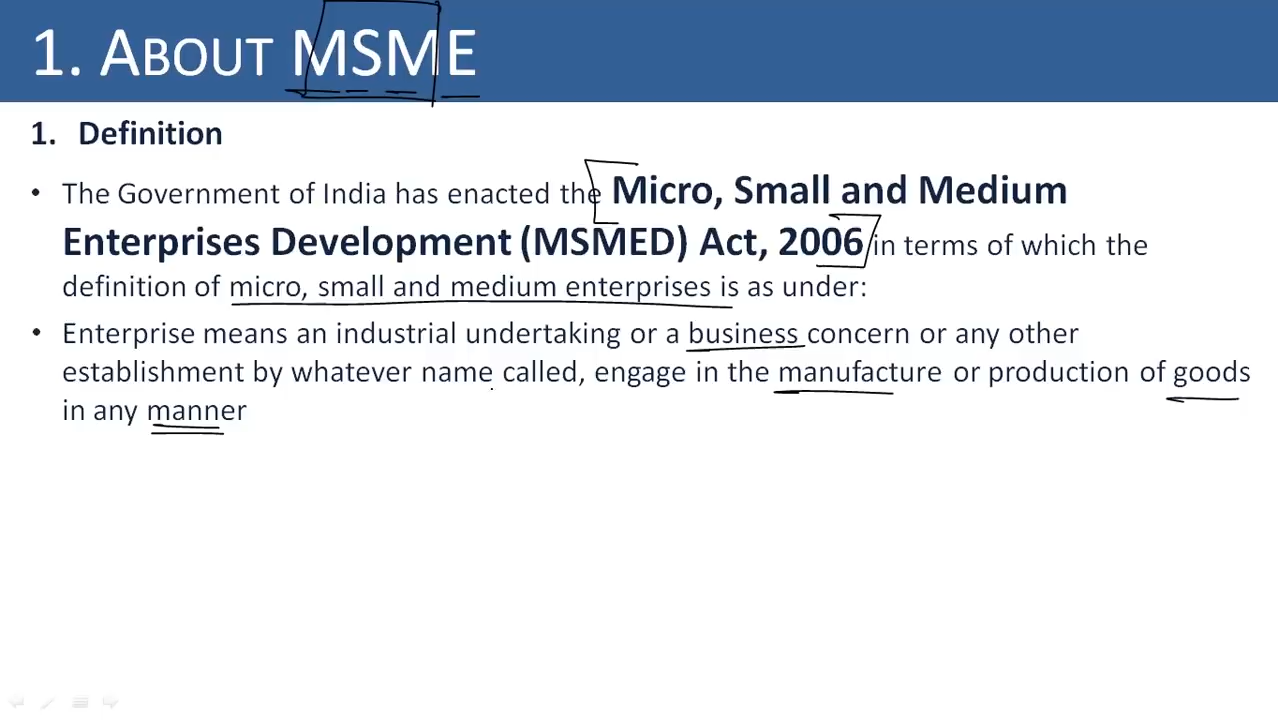 1. ABOUT MSME
1. Definition
• The Government of India has enacted the Micro, Small and Medium
Enterprises Development (MSMED) Act, 2006 in terms of which the
definition of micro, small and medium enterprises is as under:
• Enterprise means an industrial undertaking or a business concern or any other
establishment by whatever name called, engage in the manufacture or production of goods
in any manner